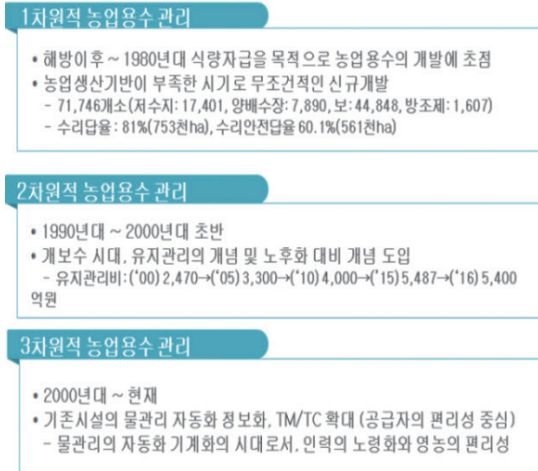 1차원적 농업용수 관리
• 해방이후 ~ 1980년대 식량자급을 목적으로 농업용수의 개발에 초점
• 농업생산기반이 부족한 시기로 무조건적인 신규개발
- 71,746개소(저수지: 17,401, 양배수장: 7,890, 보: 44,848, 방조제: 1,607)
- 수리답율: 81%(753천ha), 수리안전답율 60.1%(561천ha)
2차원적 농업용수 관리
• 1990년대 ~ 2000년대 초반
• 개보수 시대, 유지관리의 개념 및 노후화 대비 개념 도입
- 유지관리비: (‘00) 2,470→(‘05) 3,300→(‘10) 4,000→(’15) 5,487→(‘16) 5,400
억원
3차원적 농업용수 관리
• 2000년대 ~ 현재
• 기존시설의 물관리 자동화 정보화, TM/TC 확대 (공급자의 편리성 중심)
- 물관리의 자동화 기계화의 시대로서, 인력의 노령화와 영농의 편리성